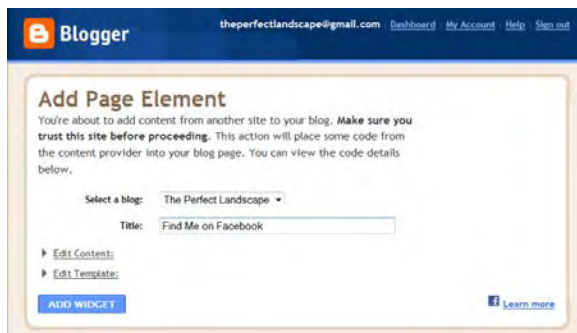 Blogger
theperfectlandscape@gmail.com | Dashboard | My Account | Help | Sign out
Add Page Element
You're about to add content from another site to your blog. Make sure you
trust this site before proceeding. This action will place some code from
the content provider into your blog page. You can view the code details
below.
Select a blog: The Perfect Landscape
Title: Find Me on Facebook
Edit Content:
Edit Template:
ADD WIDGET
Learn more